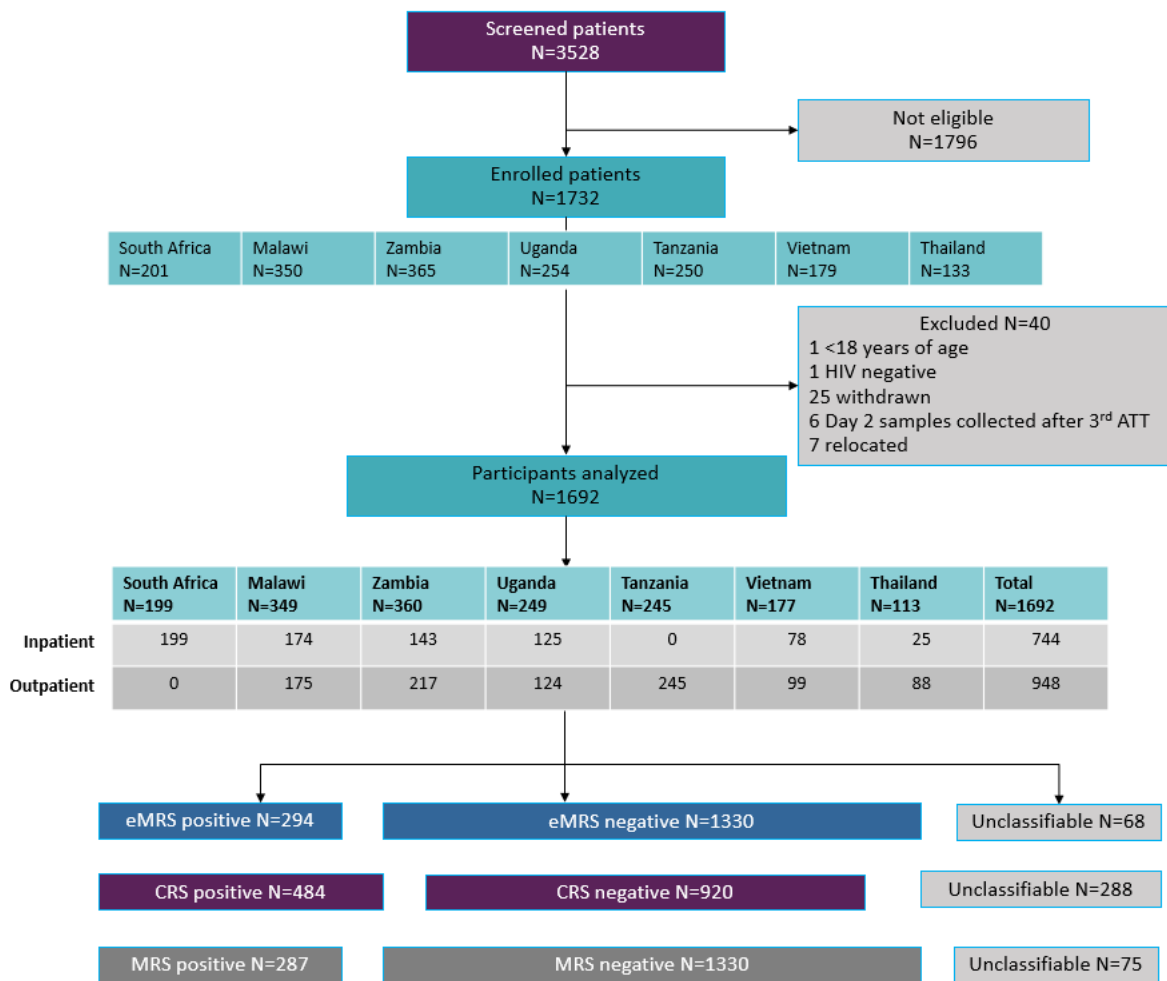 Screened patients
N=3528
Not eligible
N=1796
Enrolled patients
N=1732
South Africa Malawi Zambia Uganda Tanzania Vietnam Thailand
N=201 N=350 N=365 N=254 N=250 N=179 N=133
Excluded N=40
1 <18 years of age
1 HIV negative
25 withdrawn
6 Day 2 samples collected after 3rd ATT
7 relocated
Participants analyzed
N=1692
South Africa Malawi Zambia Uganda Tanzania Vietnam Thailand Total
N=199 N=349 N=360 N=249 N=245 N=177 N=113 N=1692
Inpatient 199 174 143 125 0 78 25 744
Outpatient 0 175 217 124 245 99 88 948
eMRS positive N=294 eMRS negative N=1330 Unclassifiable N=68
CRS positive N=484 CRS negative N=920 Unclassifiable N=288
MRS positive N=287 MRS negative N=1330 Unclassifiable N=75